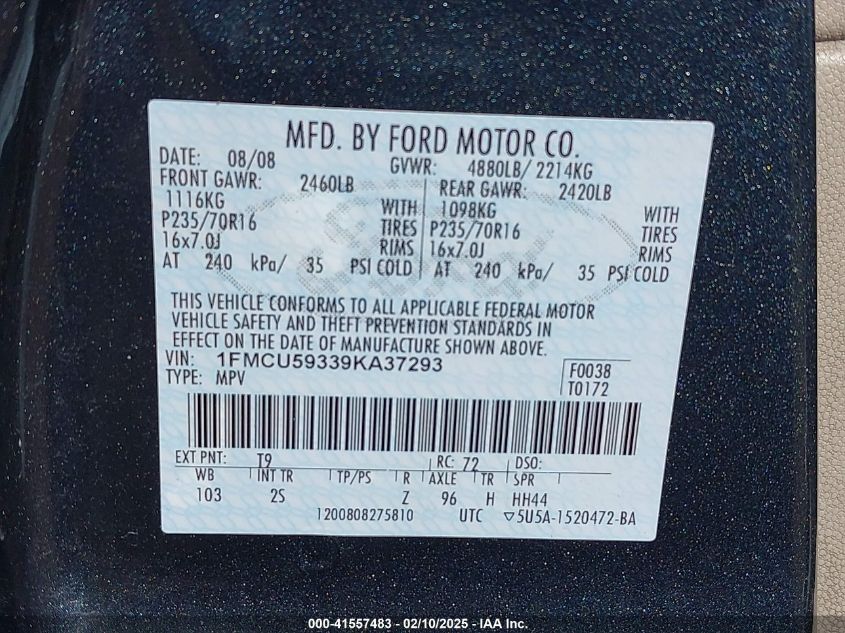 MFD. BY FORD MOTOR CO.
DATE: 08/08 GVWR: 4880LB/ 2214KG
FRONT GAWR: 2460LB REAR GAWR: 2420LB
1116KG WITH 1098KG WITH
P235/70R16 TIRES P235/70R16 TIRES
16x7.0J RIMS 16x7.0J RIMS
AT 240 kPa/ 35 PSI COLD AT 240 kPa/ 35 PSI COLD
THIS VEHICLE CONFORMS TO ALL APPLICABLE FEDERAL MOTOR
VEHICLE SAFETY AND THEFT PREVENTION STANDARDS IN
EFFECT ON THE DATE OF MANUFACTURE SHOWN ABOVE.
VIN: 1FMCU59339KA37293 F0038
TYPE: MPV T0172
EXT PNT: T9 RC: 72 DSO:
WB INT TR TP/PS R AXLE TR SPR
103 2S Z 96 H HH44
1200808275810 UTC ▽5U5A-1520472-BA
000-41557483 - 02/10/2025 - IAA Inc.